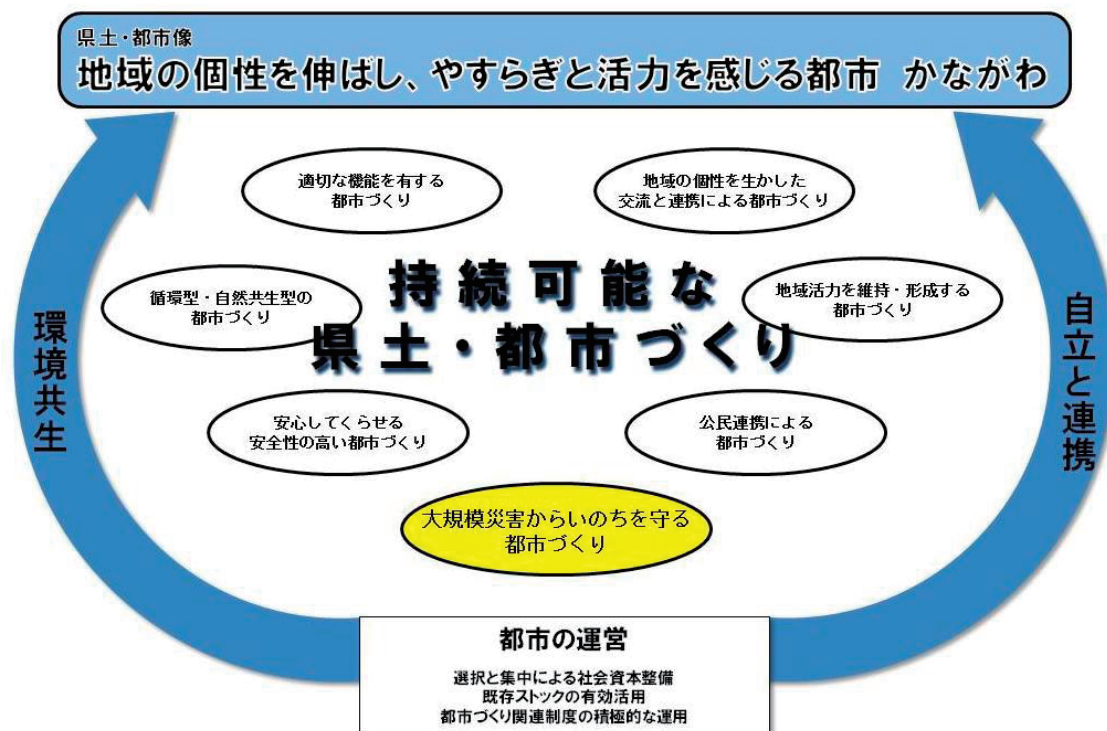 県土・都市像
地域の個性を伸ばし、やすらぎと活力を感じる都市 かながわ
適切な機能を有する
都市づくり
地域の個性を生かした
交流と連携による都市づくり
持続可能な
県土・都市づくり
循環型・自然共生型の
都市づくり
地域活力を維持・形成する
都市づくり
環境共生
自立と連携
安心してくらせる
安全性の高い都市づくり
公民連携による
都市づくり
大規模災害からいのちを守る
都市づくり
都市の運営
選択と集中による社会資本整備
既存ストックの有効活用
都市づくり関連制度の積極的な運用